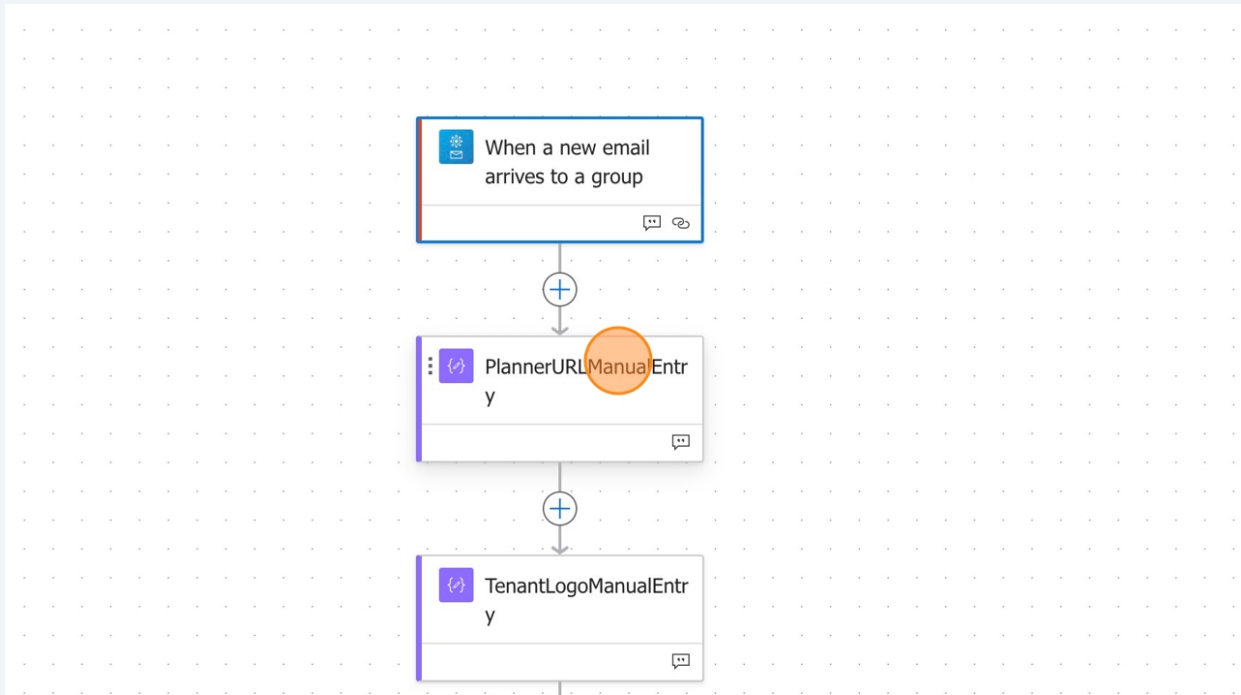 When a new email
arrives to a group
PlannerURLManualEntr
y
TenantLogoManualEntr
y